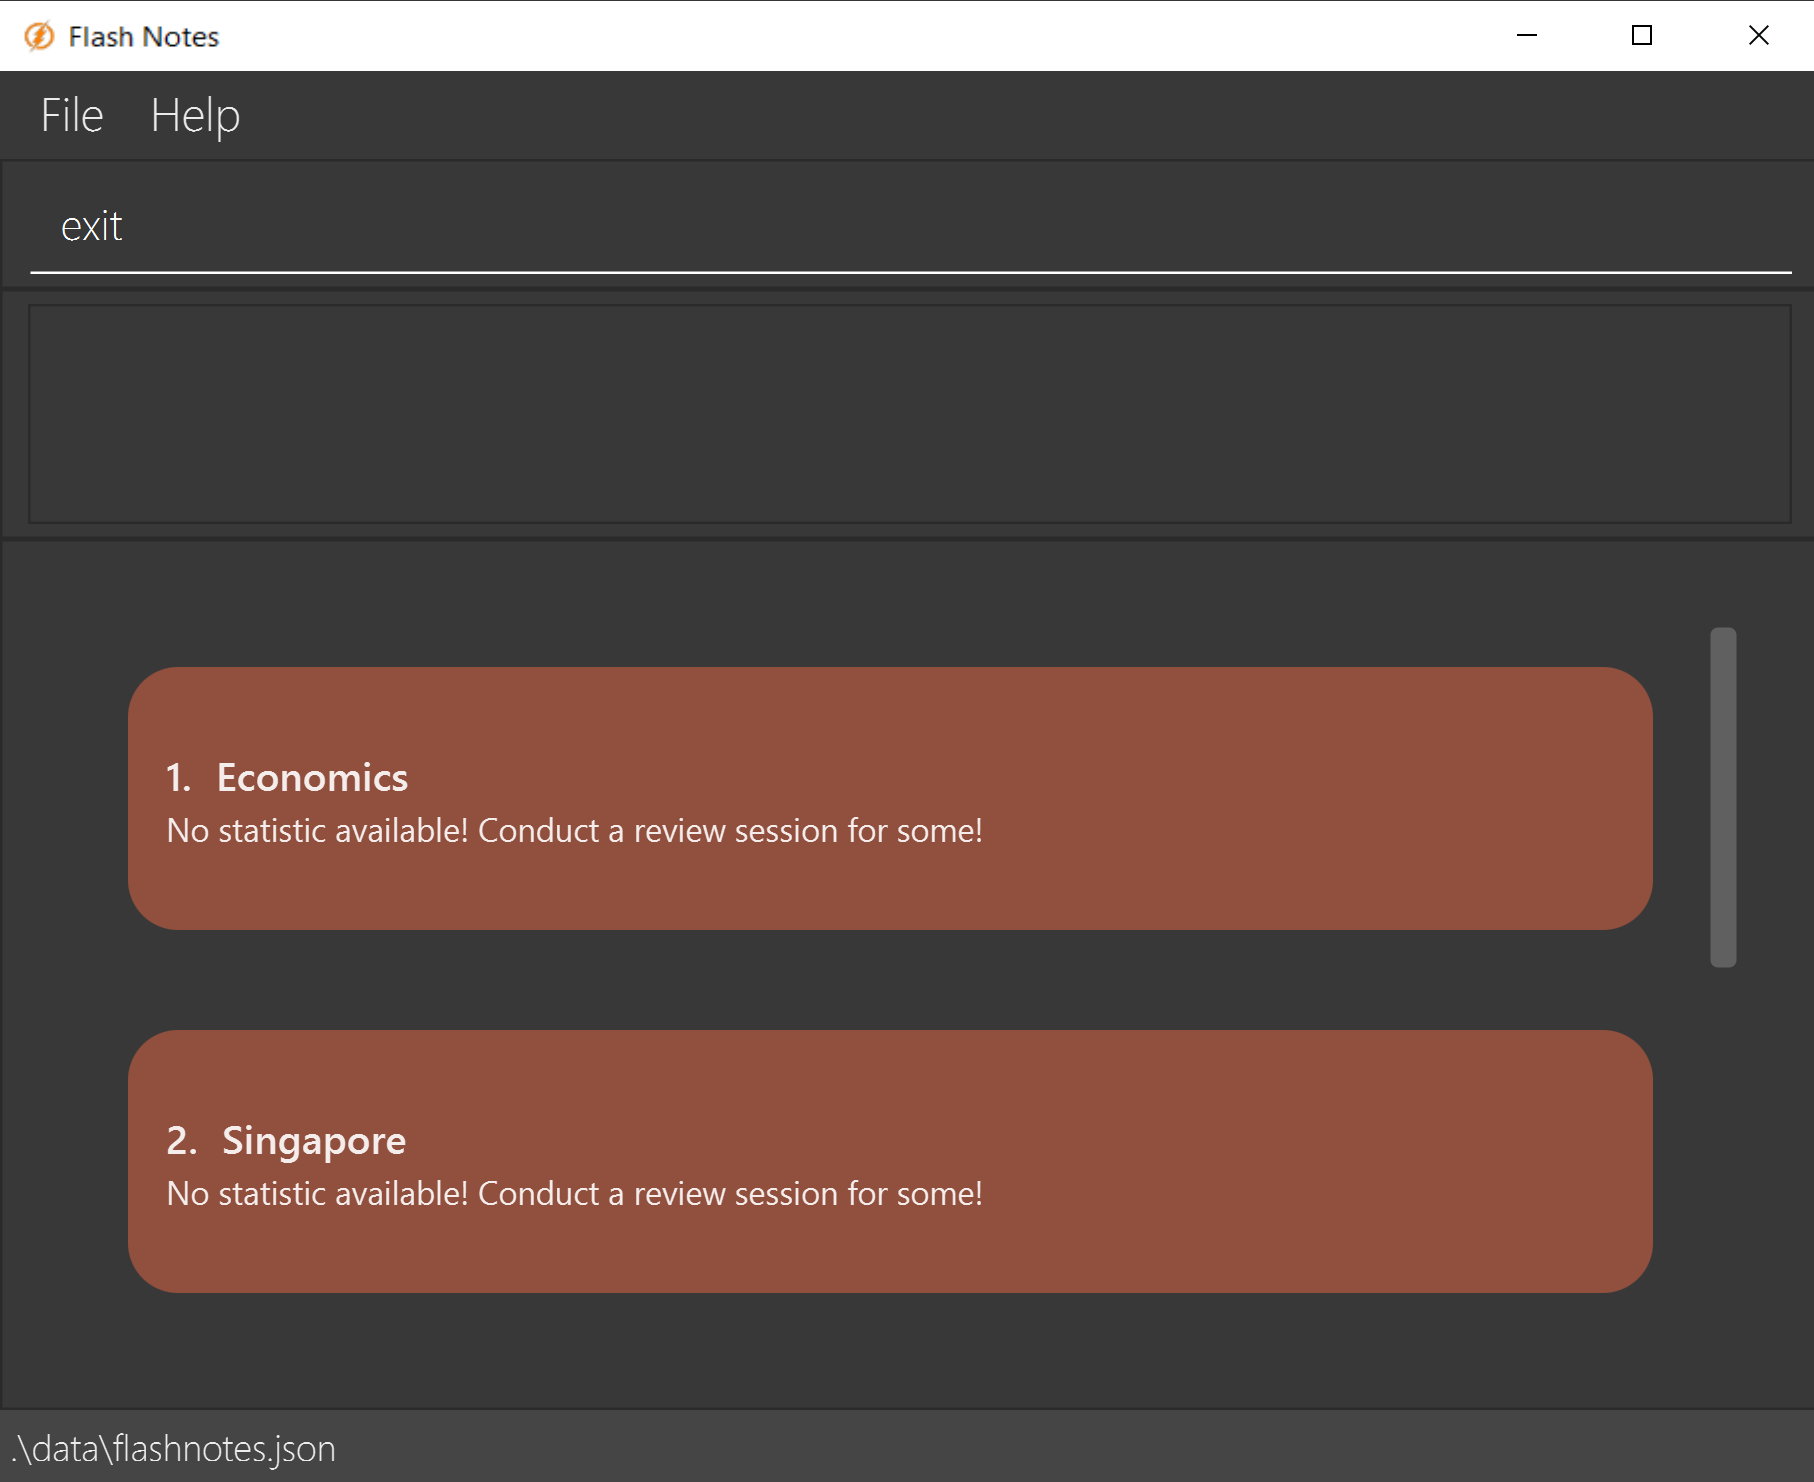 Flash Notes
File Help
exit
1. Economics
No statistic available! Conduct a review session for some!
2. Singapore
No statistic available! Conduct a review session for some!
.\data\flashnotes.json